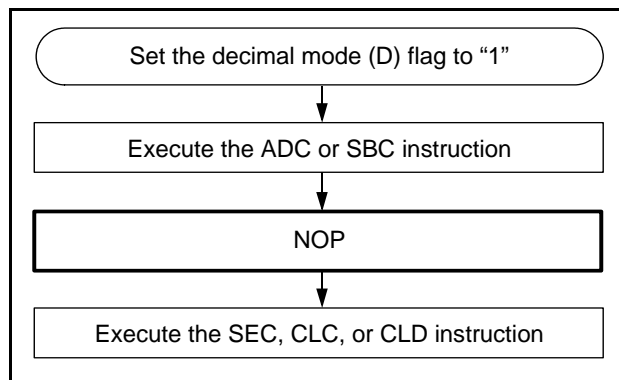 Set the decimal mode (D) flag to “1”
Execute the ADC or SBC instruction
NOP
Execute the SEC, CLC, or CLD instruction